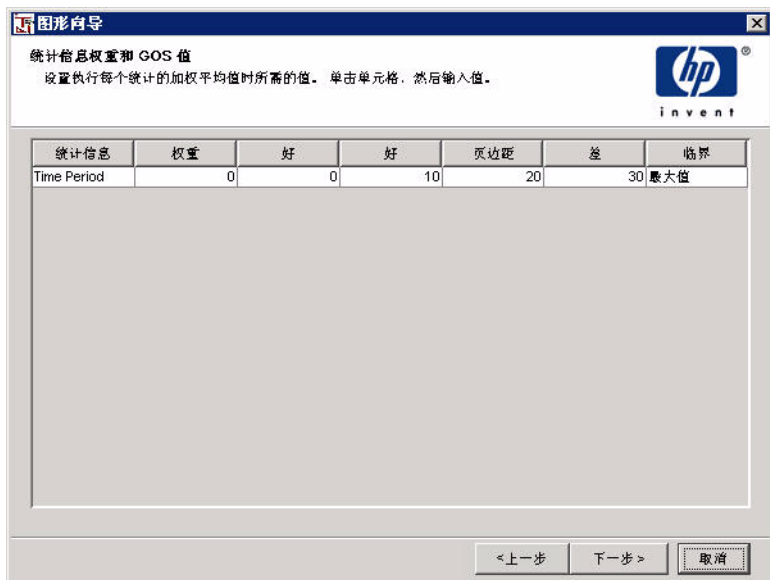 图形向导
统计信息权重和 GOS 值
设置执行每个统计的加权平均值时所需的值。单击单元格，然后输入值。
hp
®
invent
统计信息 权重 好 好 页边距 差 临界
Time Period 0 0 10 20 30 最大值
<上一步 下一步> 取消